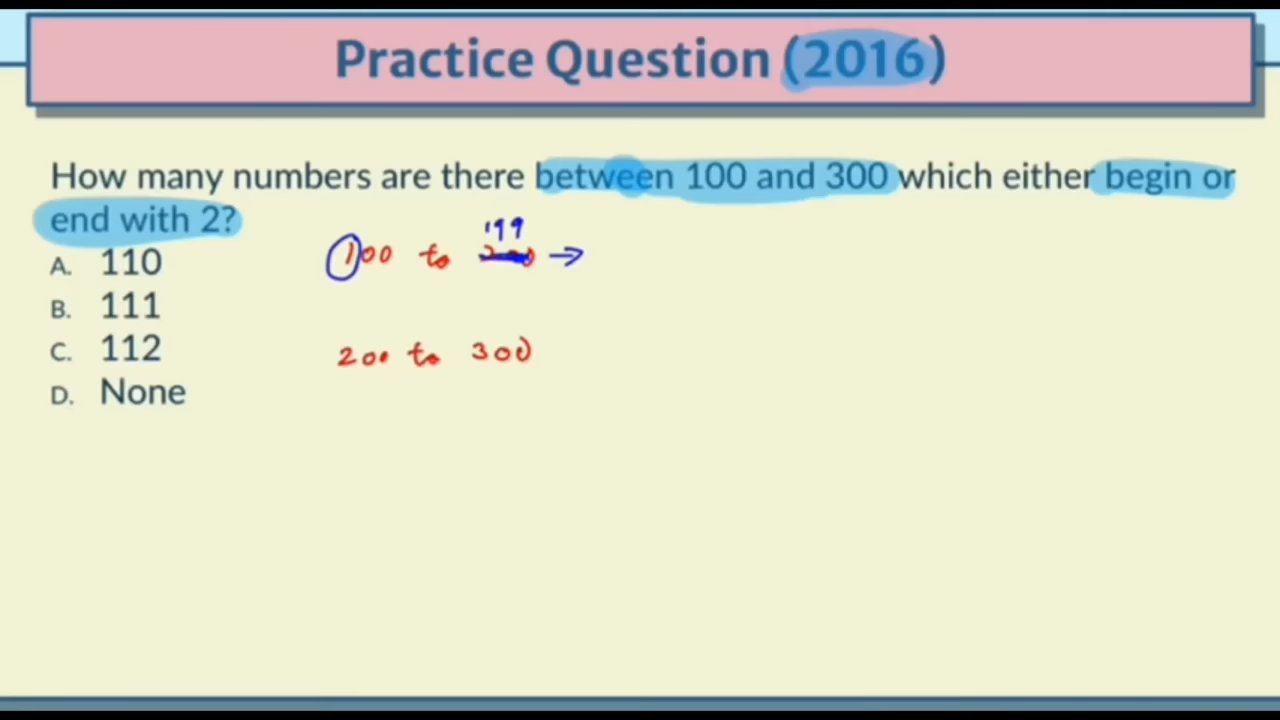 Practice Question (2016)
How many numbers are there between 100 and 300 which either begin or
end with 2?
A. 110
B. 111
C. 112
D. None
199
100 to 200 →
200 to 300